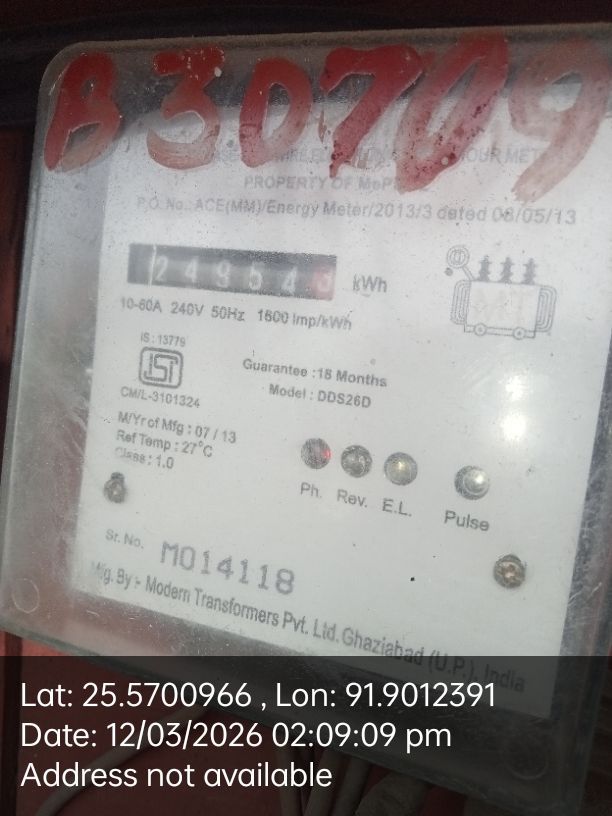 B30709
PROPERTY OF
P.O. No.: ACE(MM)/Energy Meter/2013/3 dated 08/05/13
kWh
10-60A 240V 50Hz 1600 Imp/kWh
IS : 13779
ISI
CM/L-3101324
Guarantee :18 Months
Model : DDS26D
M/Yr of Mfg : 07 / 13
Ref Temp : 27°C
Class : 1.0
Ph. Rev. E.L. Pulse
Sr. No. M014118
Mfg. By :- Modern Transformers Pvt. Ltd. Ghaziabad (U.P.), India
Lat: 25.5700966 , Lon: 91.9012391
Date: 12/03/2026 02:09:09 pm
Address not available